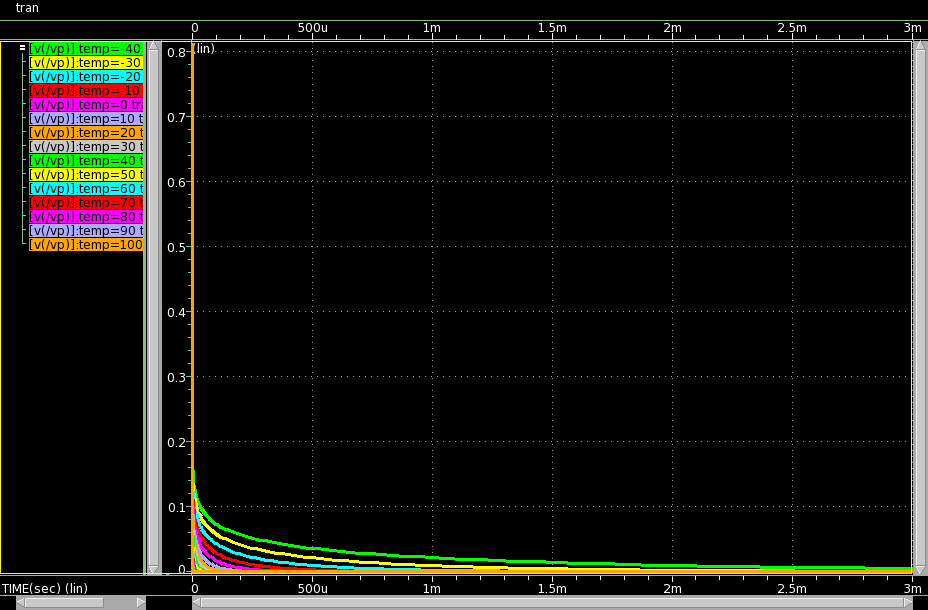 tran
0 500u 1m 1.5m 2m 2.5m 3m
(lin)
[v(/vp)]:temp=-40
[v(/vp)]:temp=-30
[v(/vp)]:temp=-20
[v(/vp)]:temp=-10
[v(/vp)]:temp=0 tra
[v(/vp)]:temp=10 t
[v(/vp)]:temp=20 t
[v(/vp)]:temp=30 t
[v(/vp)]:temp=40 t
[v(/vp)]:temp=50 t
[v(/vp)]:temp=60 t
[v(/vp)]:temp=70 t
[v(/vp)]:temp=80 t
[v(/vp)]:temp=90 t
[v(/vp)]:temp=100
0.8
0.7
0.6
0.5
0.4
0.3
0.2
0.1
0
TIME(sec) (lin)
0 500u 1m 1.5m 2m 2.5m 3m